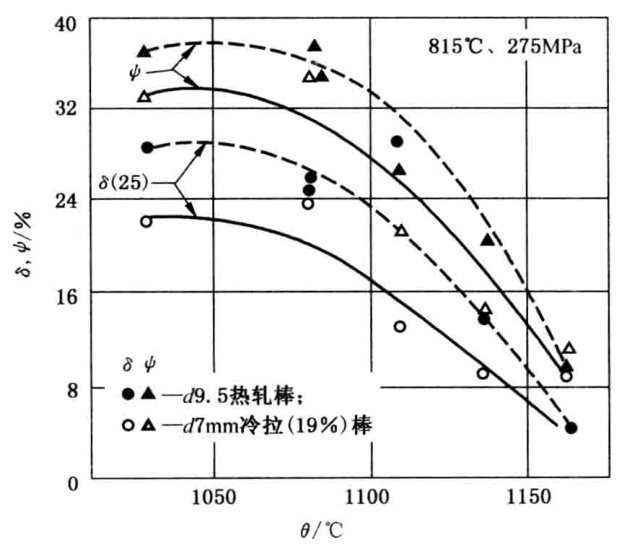 40
815℃、275MPa
ψ
32
δ(25)
24
δ, ψ/%
16
δ ψ
●▲—d9.5热轧棒;
8
○△—d7mm冷拉(19%)棒
0
1050 1100 1150
θ/℃